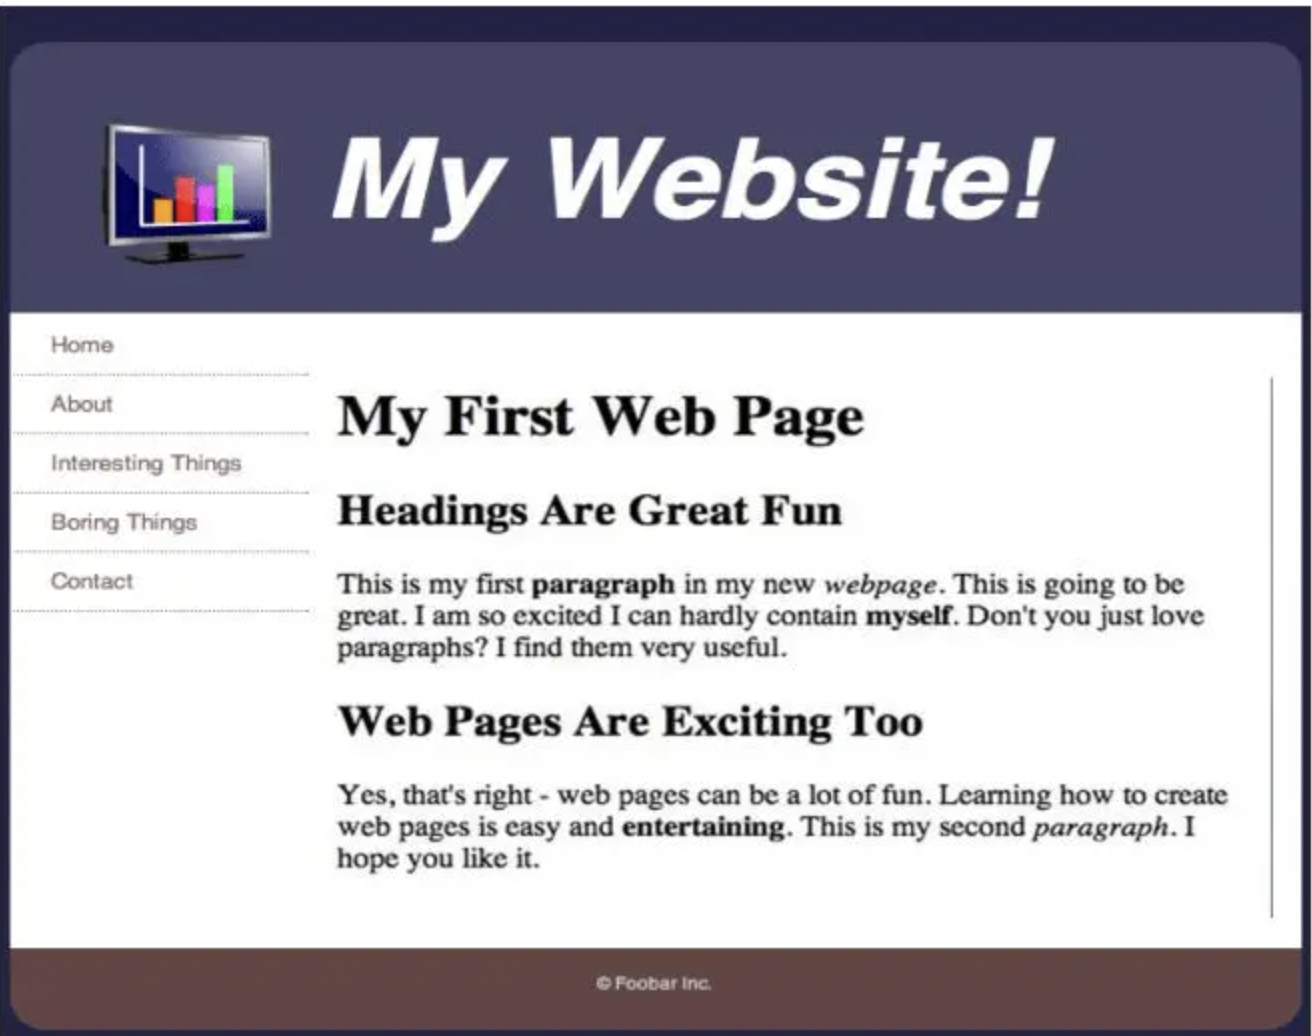 My Website!
Home
About
Interesting Things
Boring Things
Contact
My First Web Page
Headings Are Great Fun
This is my first paragraph in my new webpage. This is going to be
great. I am so excited I can hardly contain myself. Don't you just love
paragraphs? I find them very useful.
Web Pages Are Exciting Too
Yes, that's right - web pages can be a lot of fun. Learning how to create
web pages is easy and entertaining. This is my second paragraph. I
hope you like it.
© Foobar Inc.